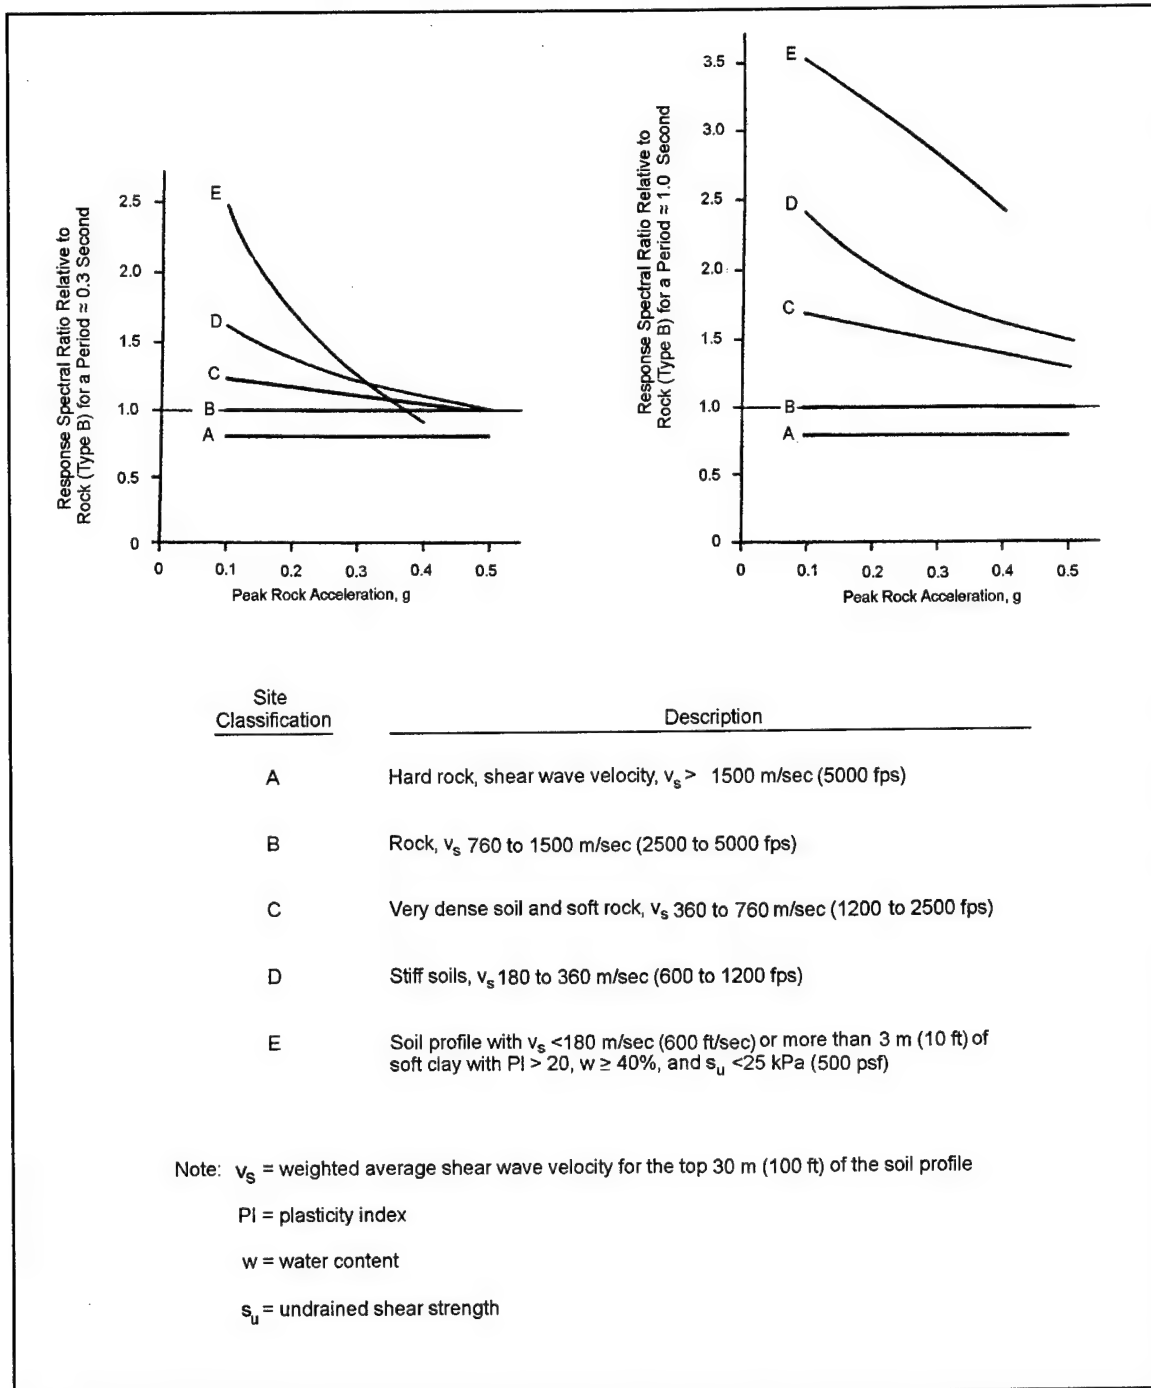 Response Spectral Ratio Relative to
Rock (Type B) for a Period ≈ 0.3 Second
2.5
2.0
1.5
1.0
0.5
0
E
D
C
B
A
0 0.1 0.2 0.3 0.4 0.5
Peak Rock Acceleration, g
Response Spectral Ratio Relative to
Rock (Type B) for a Period ≈ 1.0 Second
3.5
3.0
2.5
2.0
1.5
1.0
0.5
0
E
D
C
B
A
0 0.1 0.2 0.3 0.4 0.5
Peak Rock Acceleration, g
Site
Classification Description
A Hard rock, shear wave velocity, vs > 1500 m/sec (5000 fps)
B Rock, vs 760 to 1500 m/sec (2500 to 5000 fps)
C Very dense soil and soft rock, vs 360 to 760 m/sec (1200 to 2500 fps)
D Stiff soils, vs 180 to 360 m/sec (600 to 1200 fps)
E Soil profile with vs <180 m/sec (600 ft/sec) or more than 3 m (10 ft) of
soft clay with PI > 20, w ≥ 40%, and su <25 kPa (500 psf)
Note: vs = weighted average shear wave velocity for the top 30 m (100 ft) of the soil profile
PI = plasticity index
w = water content
su = undrained shear strength